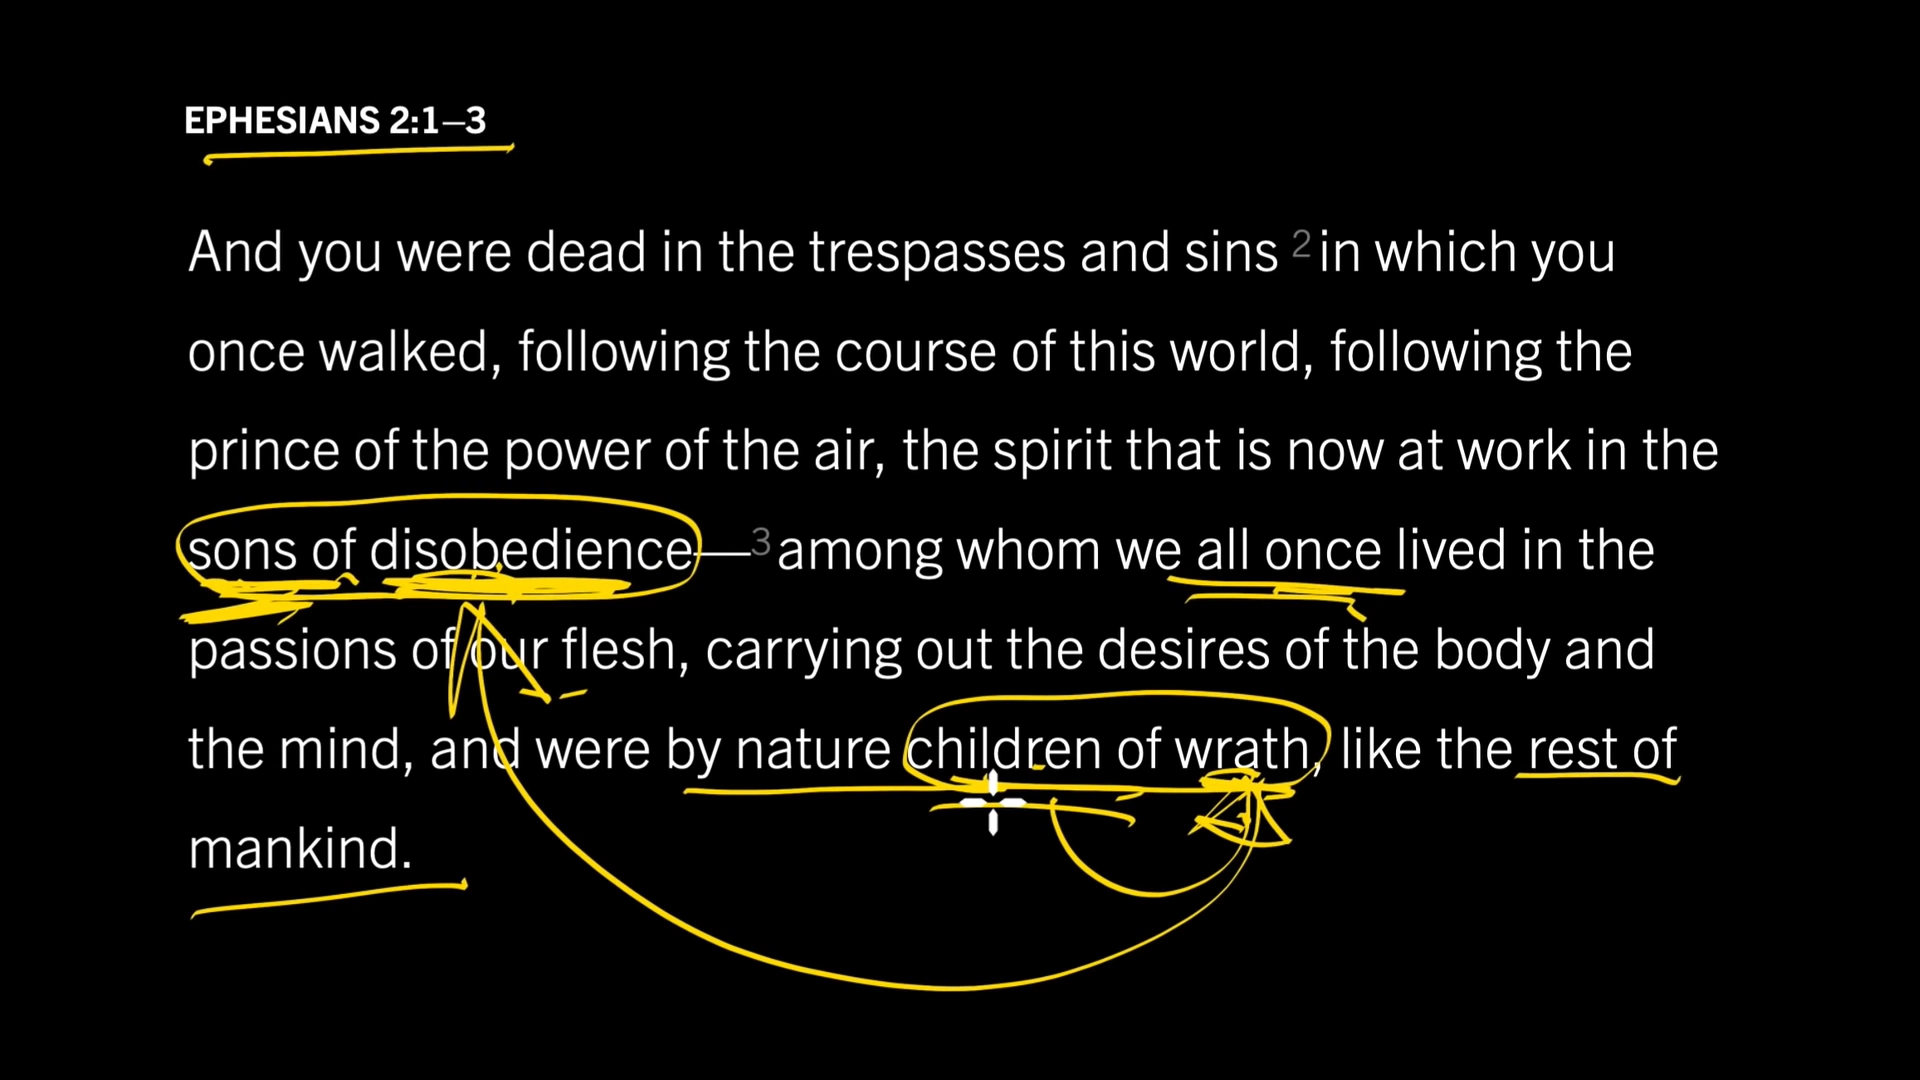 EPHESIANS 2:1–3
And you were dead in the trespasses and sins 2 in which you
once walked, following the course of this world, following the
prince of the power of the air, the spirit that is now at work in the
sons of disobedience—3 among whom we all once lived in the
passions of our flesh, carrying out the desires of the body and
the mind, and were by nature children of wrath, like the rest of
mankind.